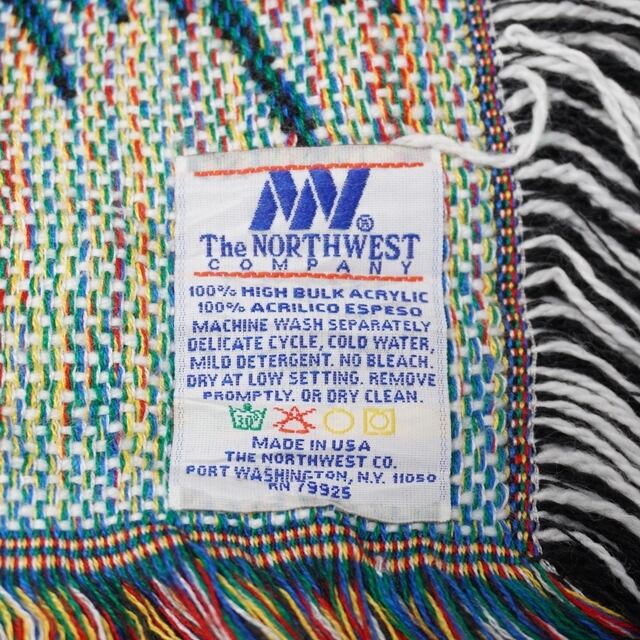 NW®
The NORTHWEST
COMPANY
100% HIGH BULK ACRYLIC
100% ACRILICO ESPESO
MACHINE WASH SEPARATELY
DELICATE CYCLE, COLD WATER,
MILD DETERGENT. NO BLEACH.
DRY AT LOW SETTING. REMOVE
PROMPTLY. OR DRY CLEAN.
MADE IN USA
THE NORTHWEST CO.
PORT WASHINGTON, N.Y. 11050
RN 79925